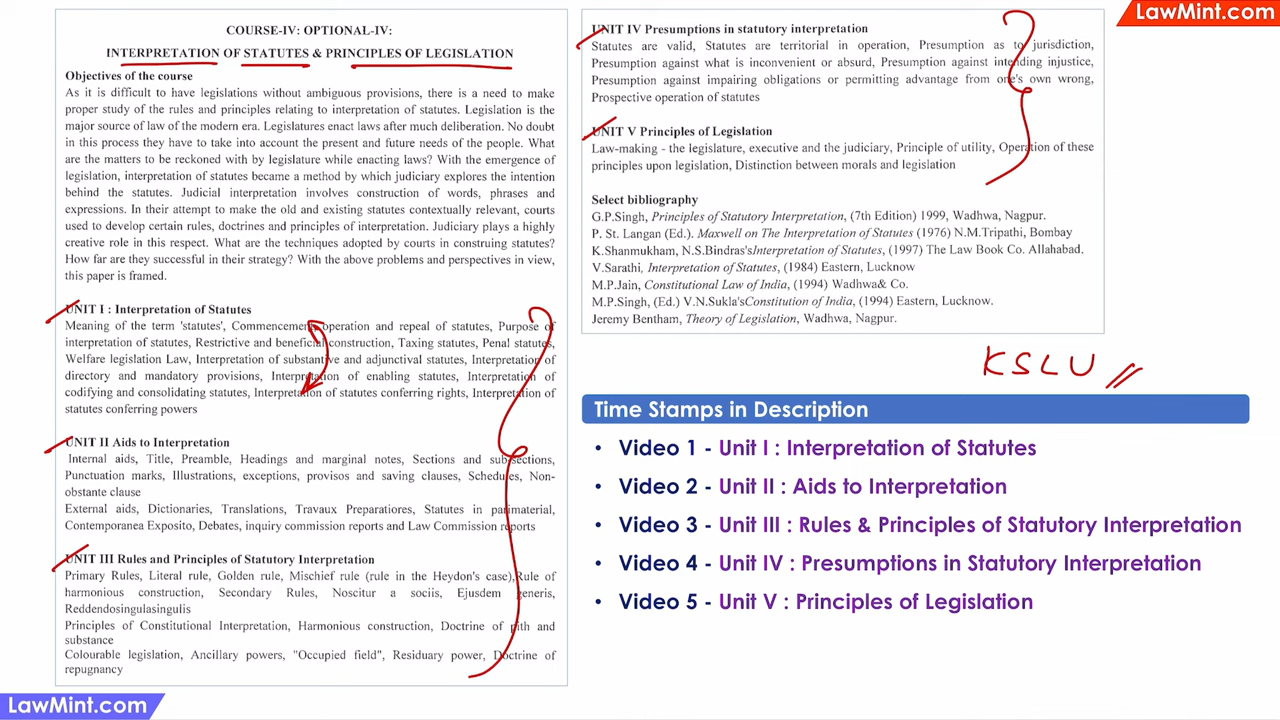 LawMint.com
COURSE-IV: OPTIONAL-IV:
INTERPRETATION OF STATUTES & PRINCIPLES OF LEGISLATION
Objectives of the course
As it is difficult to have legislations without ambiguous provisions, there is a need to make
proper study of the rules and principles relating to interpretation of statutes. Legislation is the
major source of law of the modern era. Legislatures enact laws after much deliberation. No doubt
in this process they have to take into account the present and future needs of the people. What
are the matters to be reckoned with by legislature while enacting laws? With the emergence of
legislation, interpretation of statutes became a method by which judiciary explores the intention
behind the statutes. Judicial interpretation involves construction of words, phrases and
expressions. In their attempt to make the old and existing statutes contextually relevant, courts
used to develop certain rules, doctrines and principles of interpretation. Judiciary plays a highly
creative role in this respect. What are the techniques adopted by courts in construing statutes?
How far are they successful in their strategy? With the above problems and perspectives in view,
this paper is framed.
UNIT I : Interpretation of Statutes
Meaning of the term 'statutes', Commencement, operation and repeal of statutes, Purpose of
interpretation of statutes, Restrictive and beneficial construction, Taxing statutes, Penal statutes,
Welfare legislation Law, Interpretation of substantive and adjunctival statutes, Interpretation of
directory and mandatory provisions, Interpretation of enabling statutes, Interpretation of
codifying and consolidating statutes, Interpretation of statutes conferring rights, Interpretation of
statutes conferring powers
UNIT II Aids to Interpretation
Internal aids, Title, Preamble, Headings and marginal notes, Sections and sub-sections,
Punctuation marks, Illustrations, exceptions, provisos and saving clauses, Schedules, Non-
obstante clause
External aids, Dictionaries, Translations, Travaux Preparatiores, Statutes in parimaterial,
Contemporanea Exposito, Debates, inquiry commission reports and Law Commission reports
UNIT III Rules and Principles of Statutory Interpretation
Primary Rules, Literal rule, Golden rule, Mischief rule (rule in the Heydon's case),Rule of
harmonious construction, Secondary Rules, Noscitur a sociis, Ejusdem generis,
Reddendosingulasingulis
Principles of Constitutional Interpretation, Harmonious construction, Doctrine of pith and
substance
Colourable legislation, Ancillary powers, "Occupied field", Residuary power, Doctrine of
repugnancy
UNIT IV Presumptions in statutory interpretation
Statutes are valid, Statutes are territorial in operation, Presumption as to jurisdiction,
Presumption against what is inconvenient or absurd, Presumption against intending injustice,
Presumption against impairing obligations or permitting advantage from one's own wrong,
Prospective operation of statutes
UNIT V Principles of Legislation
Law-making - the legislature, executive and the judiciary, Principle of utility, Operation of these
principles upon legislation, Distinction between morals and legislation
Select bibliography
G.P.Singh, Principles of Statutory Interpretation, (7th Edition) 1999, Wadhwa, Nagpur.
P. St. Langan (Ed.). Maxwell on The Interpretation of Statutes (1976) N.M.Tripathi, Bombay
K.Shanmukham, N.S.Bindras'sInterpretation of Statutes, (1997) The Law Book Co. Allahabad.
V.Sarathi, Interpretation of Statutes, (1984) Eastern, Lucknow
M.P.Jain, Constitutional Law of India, (1994) Wadhwa& Co.
M.P.Singh, (Ed.) V.N.Sukla'sConstitution of India, (1994) Eastern, Lucknow.
Jeremy Bentham, Theory of Legislation, Wadhwa, Nagpur.
KSLU
Time Stamps in Description
• Video 1 - Unit I : Interpretation of Statutes
• Video 2 - Unit II : Aids to Interpretation
• Video 3 - Unit III : Rules & Principles of Statutory Interpretation
• Video 4 - Unit IV : Presumptions in Statutory Interpretation
• Video 5 - Unit V : Principles of Legislation
LawMint.com